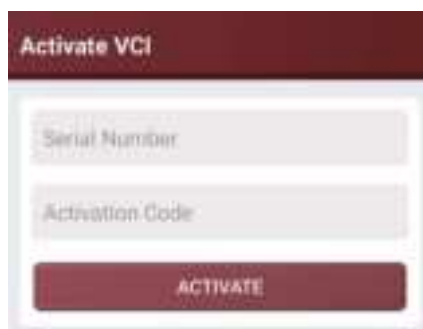 Activate VCI
Serial Number
Activation Code
ACTIVATE